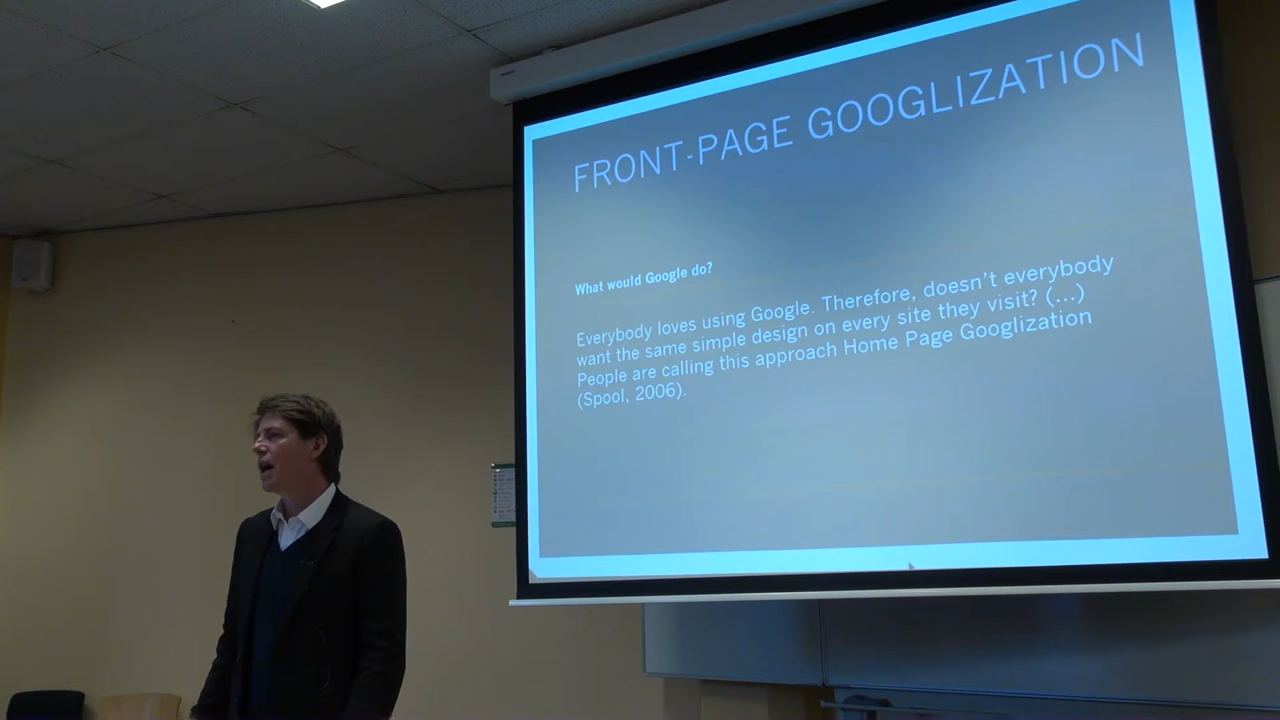 FRONT-PAGE GOOGLIZATION
What would Google do?
Everybody loves using Google. Therefore, doesn't everybody
want the same simple design on every site they visit? (...)
People are calling this approach Home Page Googlization
(Spool, 2006).